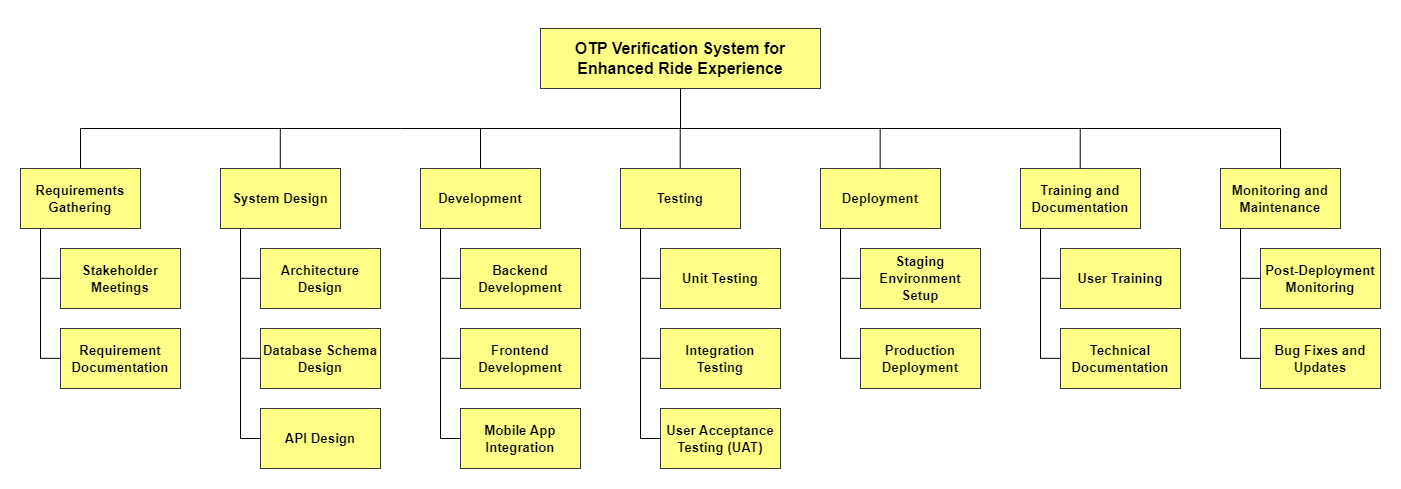 OTP Verification System for
Enhanced Ride Experience
Requirements
Gathering
System Design
Development
Testing
Deployment
Training and
Documentation
Monitoring and
Maintenance
Stakeholder
Meetings
Architecture
Design
Backend
Development
Unit Testing
Staging
Environment
Setup
User Training
Post-Deployment
Monitoring
Requirement
Documentation
Database Schema
Design
Frontend
Development
Integration
Testing
Production
Deployment
Technical
Documentation
Bug Fixes and
Updates
API Design
Mobile App
Integration
User Acceptance
Testing (UAT)